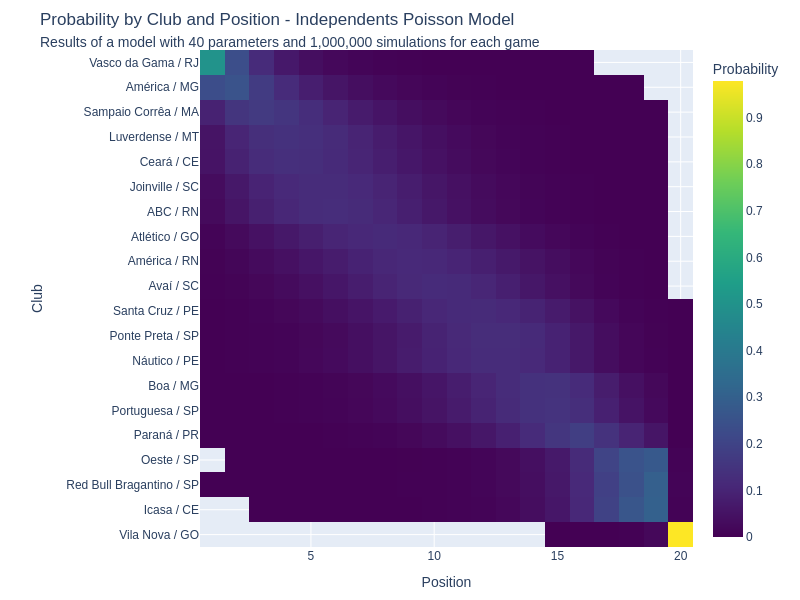 Probability by Club and Position - Independents Poisson Model
Results of a model with 40 parameters and 1,000,000 simulations for each game
Probability
Vasco da Gama / RJ
América / MG
Sampaio Corrêa / MA
Luverdense / MT
Ceará / CE
Joinville / SC
ABC / RN
Atlético / GO
América / RN
Avaí / SC
Santa Cruz / PE
Ponte Preta / SP
Náutico / PE
Boa / MG
Portuguesa / SP
Paraná / PR
Oeste / SP
Red Bull Bragantino / SP
Icasa / CE
Vila Nova / GO
Club
5
10
15
20
Position
0.9
0.8
0.7
0.6
0.5
0.4
0.3
0.2
0.1
0